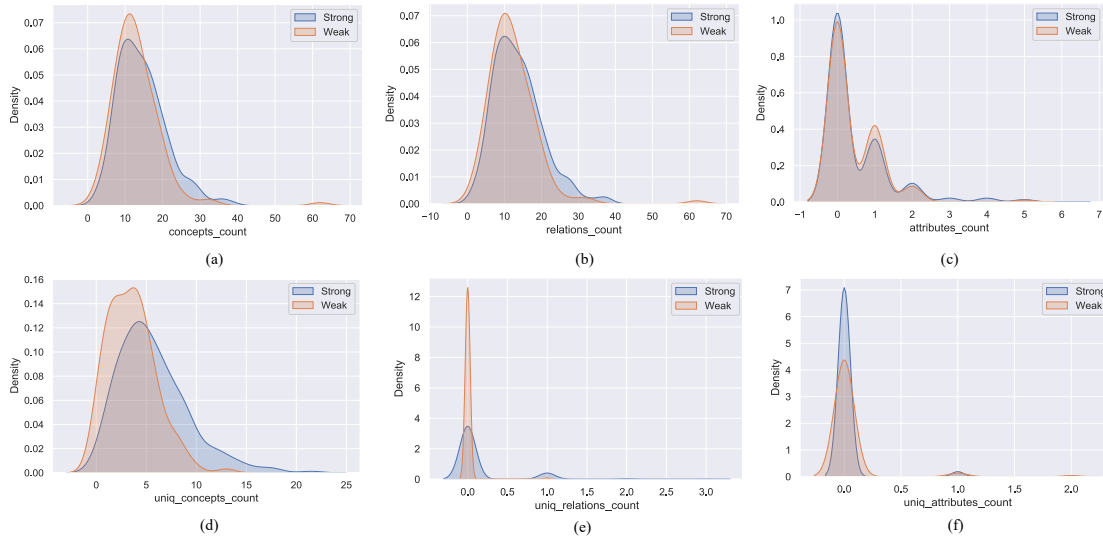 Strong
Weak
Density
0.07
0.06
0.05
0.04
0.03
0.02
0.01
0.00
0 10 20 30 40 50 60 70
concepts_count
(a)
Strong
Weak
Density
0.07
0.06
0.05
0.04
0.03
0.02
0.01
0.00
−10 0 10 20 30 40 50 60 70
relations_count
(b)
Strong
Weak
Density
1.0
0.8
0.6
0.4
0.2
0.0
−1 0 1 2 3 4 5 6 7
attributes_count
(c)
Strong
Weak
Density
0.16
0.14
0.12
0.10
0.08
0.06
0.04
0.02
0.00
0 5 10 15 20 25
uniq_concepts_count
(d)
Strong
Weak
Density
12
10
8
6
4
2
0
0.0 0.5 1.0 1.5 2.0 2.5 3.0
uniq_relations_count
(e)
Strong
Weak
Density
7
6
5
4
3
2
1
0
0.0 0.5 1.0 1.5 2.0
uniq_attributes_count
(f)